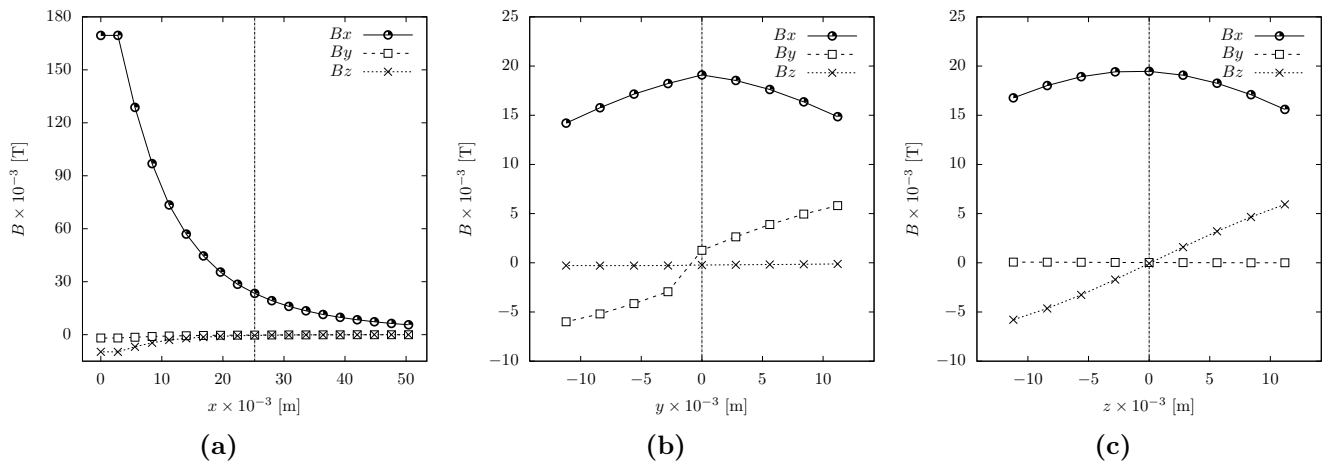 180
150
120
90
60
30
0
B × 10⁻³ [T]
Bx
By
Bz
0 10 20 30 40 50
x × 10⁻³ [m]
(a)
25
20
15
10
5
0
−5
−10
B × 10⁻³ [T]
Bx
By
Bz
−10 −5 0 5 10
y × 10⁻³ [m]
(b)
25
20
15
10
5
0
−5
−10
B × 10⁻³ [T]
Bx
By
Bz
−10 −5 0 5 10
z × 10⁻³ [m]
(c)